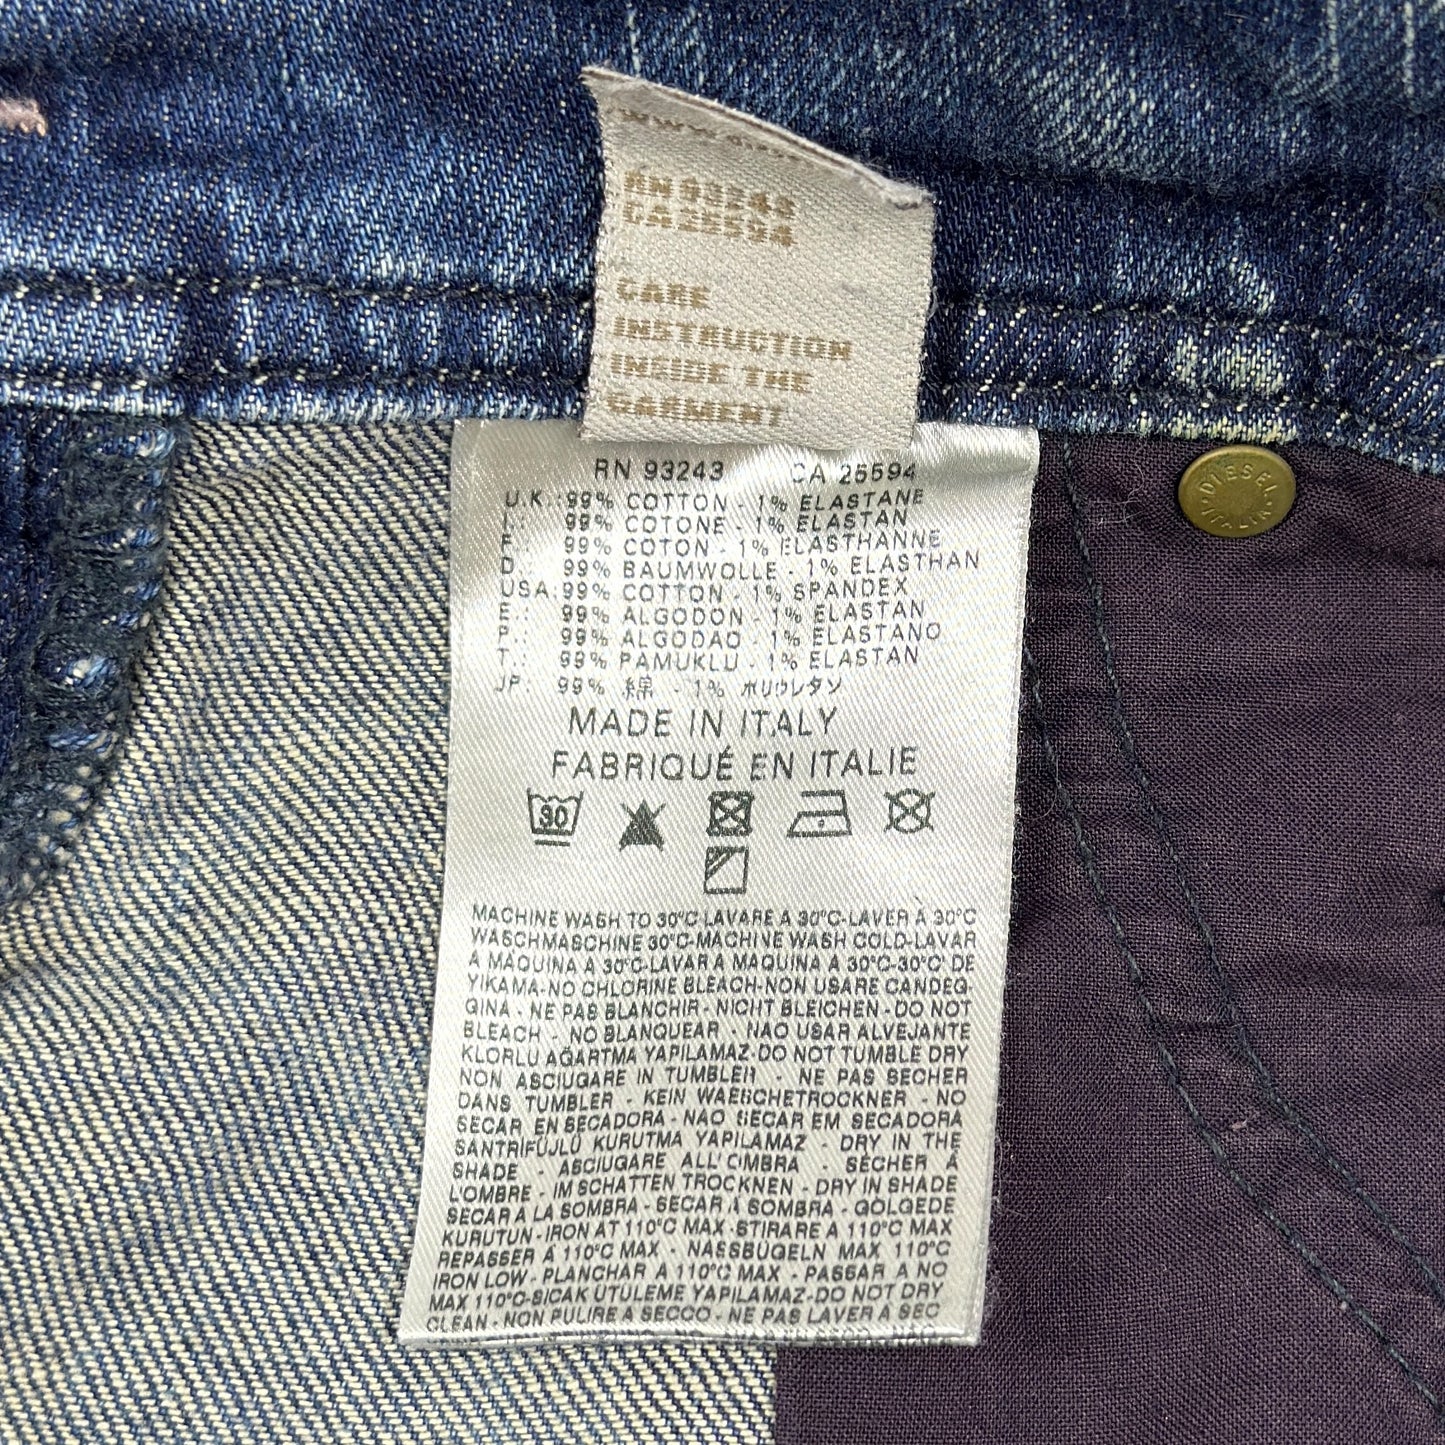 RN 93243
CA 25594
CARE
INSTRUCTION
INSIDE THE
GARMENT
RN 93243 CA 25594
U.K.:99% COTTON - 1% ELASTANE
I.: 99% COTONE - 1% ELASTAN
F.: 99% COTON - 1% ELASTHANNE
D.: 99% BAUMWOLLE - 1% ELASTHAN
USA:99% COTTON - 1% SPANDEX
E.: 99% ALGODON - 1% ELASTAN
P.: 99% ALGODAO - 1% ELASTANO
T.: 99% PAMUKLU - 1% ELASTAN
JP: 99% 綿 - 1% ポリウレタン
MADE IN ITALY
FABRIQUÉ EN ITALIE
30
MACHINE WASH TO 30°C LAVARE A 30°C-LAVER À 30°C
WASCHMASCHINE 30°C-MACHINE WASH COLD-LAVAR
A MAQUINA A 30°C-LAVAR A MAQUINA A 30°C-30°C' DE
YIKAMA-NO CHLORINE BLEACH-NON USARE CANDEG-
GINA - NE PAS BLANCHIR - NICHT BLEICHEN - DO NOT
BLEACH - NO BLANQUEAR - NAO USAR ALVEJANTE
KLORLU AĞARTMA YAPILAMAZ-DO NOT TUMBLE DRY
NON ASCIUGARE IN TUMBLER - NE PAS SECHER
DANS TUMBLER - KEIN WAESCHETROCKNER - NO
SECAR EN SECADORA - NAO SECAR EM SECADORA
SANTRIFÜJLÜ KURUTMA YAPILAMAZ - DRY IN THE
SHADE - ASCIUGARE ALL'OMBRA - SÉCHER À
L'OMBRE - IM SCHATTEN TROCKNEN - DRY IN SHADE
SECAR A LA SOMBRA - SECAR A SOMBRA - GOLGEDE
KURUTUN-IRON AT 110°C MAX-STIRARE A 110°C MAX
REPASSER À 110°C MAX - NASSBÜGELN MAX 110°C
IRON LOW - PLANCHAR A 110°C MAX - PASSAR A NO
MAX 110°C-SICAK UTULEME YAPILAMAZ-DO NOT DRY
CLEAN - NON PULIRE A SECCO - NE PAS LAVER À SEC
DIESEL
ITALIA